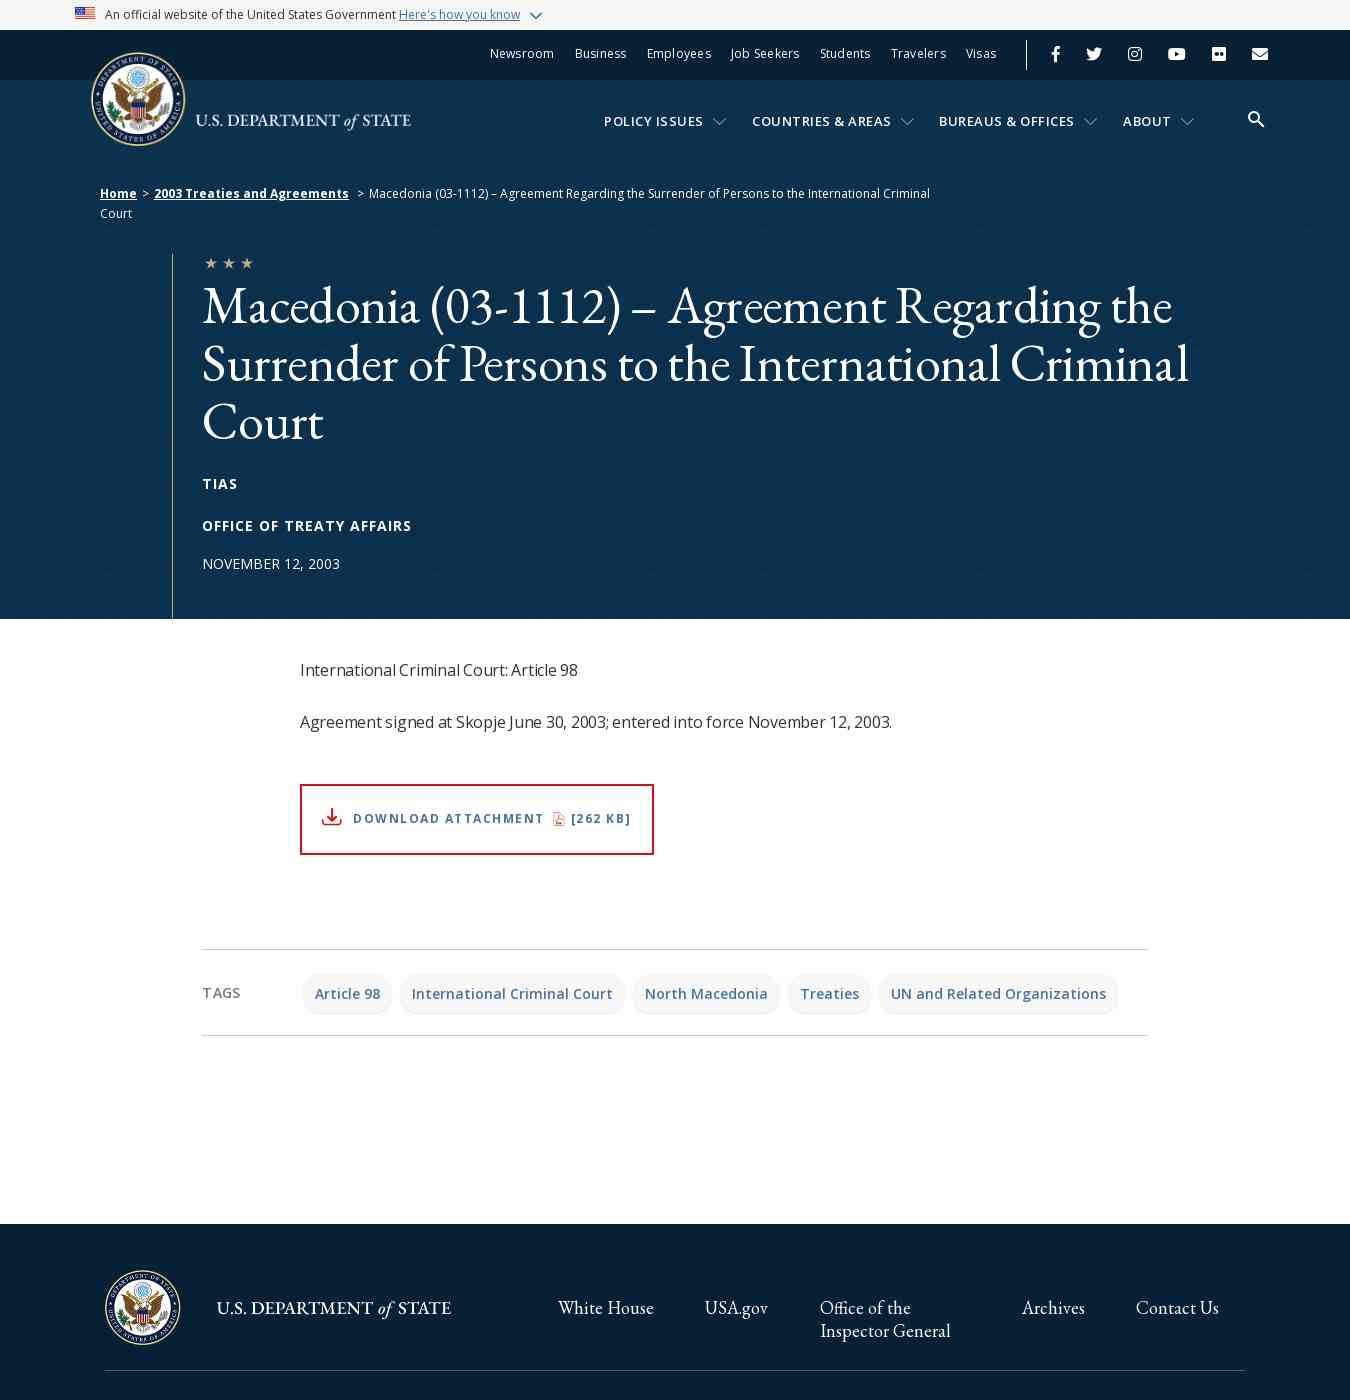 An official website of the United States Government Here's how you know
Newsroom Business Employees Job Seekers Students Travelers Visas
U.S. DEPARTMENT of STATE
POLICY ISSUES COUNTRIES & AREAS BUREAUS & OFFICES ABOUT
Home > 2003 Treaties and Agreements > Macedonia (03-1112) – Agreement Regarding the Surrender of Persons to the International Criminal
Court
Macedonia (03-1112) – Agreement Regarding the
Surrender of Persons to the International Criminal
Court
TIAS
OFFICE OF TREATY AFFAIRS
NOVEMBER 12, 2003
International Criminal Court: Article 98
Agreement signed at Skopje June 30, 2003; entered into force November 12, 2003.
DOWNLOAD ATTACHMENT [262 KB]
TAGS Article 98 International Criminal Court North Macedonia Treaties UN and Related Organizations
U.S. DEPARTMENT of STATE
White House USA.gov Office of the Archives Contact Us
Inspector General